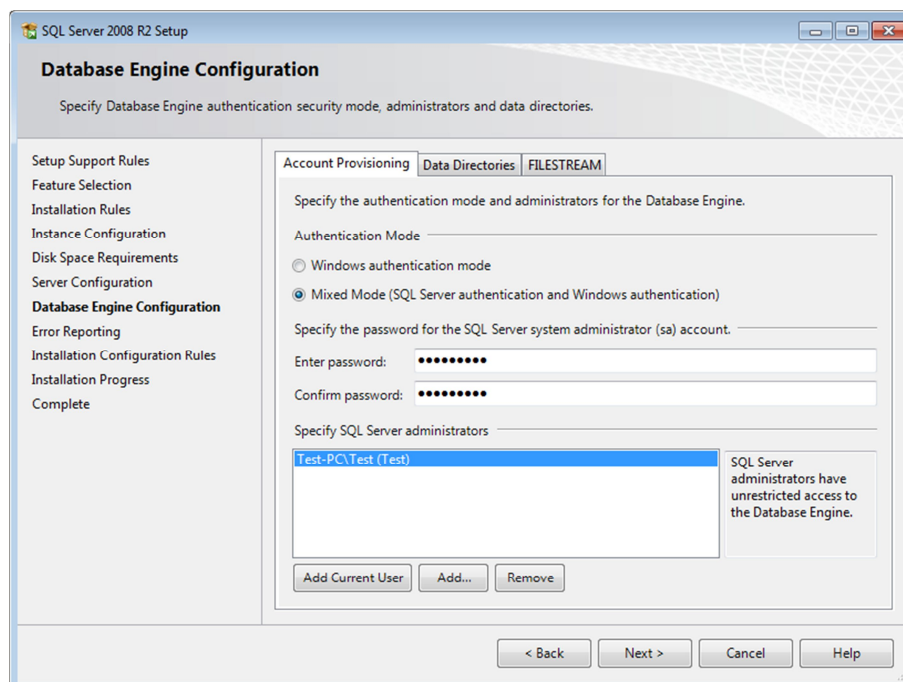 SQL Server 2008 R2 Setup
Database Engine Configuration
Specify Database Engine authentication security mode, administrators and data directories.
Setup Support Rules
Feature Selection
Installation Rules
Instance Configuration
Disk Space Requirements
Server Configuration
Database Engine Configuration
Error Reporting
Installation Configuration Rules
Installation Progress
Complete
Account Provisioning Data Directories FILESTREAM
Specify the authentication mode and administrators for the Database Engine.
Authentication Mode
Windows authentication mode
Mixed Mode (SQL Server authentication and Windows authentication)
Specify the password for the SQL Server system administrator (sa) account.
Enter password: •••••••••
Confirm password: •••••••••
Specify SQL Server administrators
Test-PC\Test (Test)
SQL Server
administrators have
unrestricted access to
the Database Engine.
Add Current User Add... Remove
< Back Next > Cancel Help